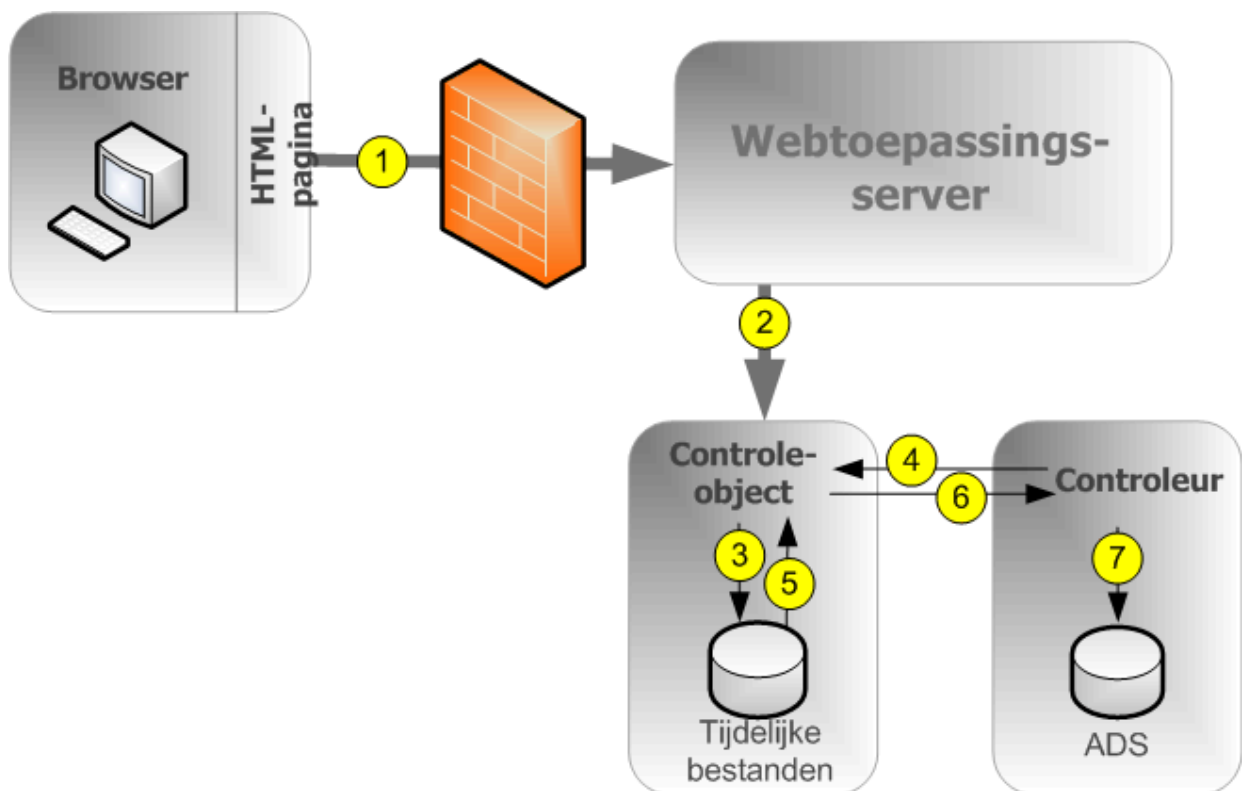 Browser
HTML-
pagina
1
Webtoepassings-
server
2
Controle-
object
4
6
Controleur
3
5
7
Tijdelijke
bestanden
ADS